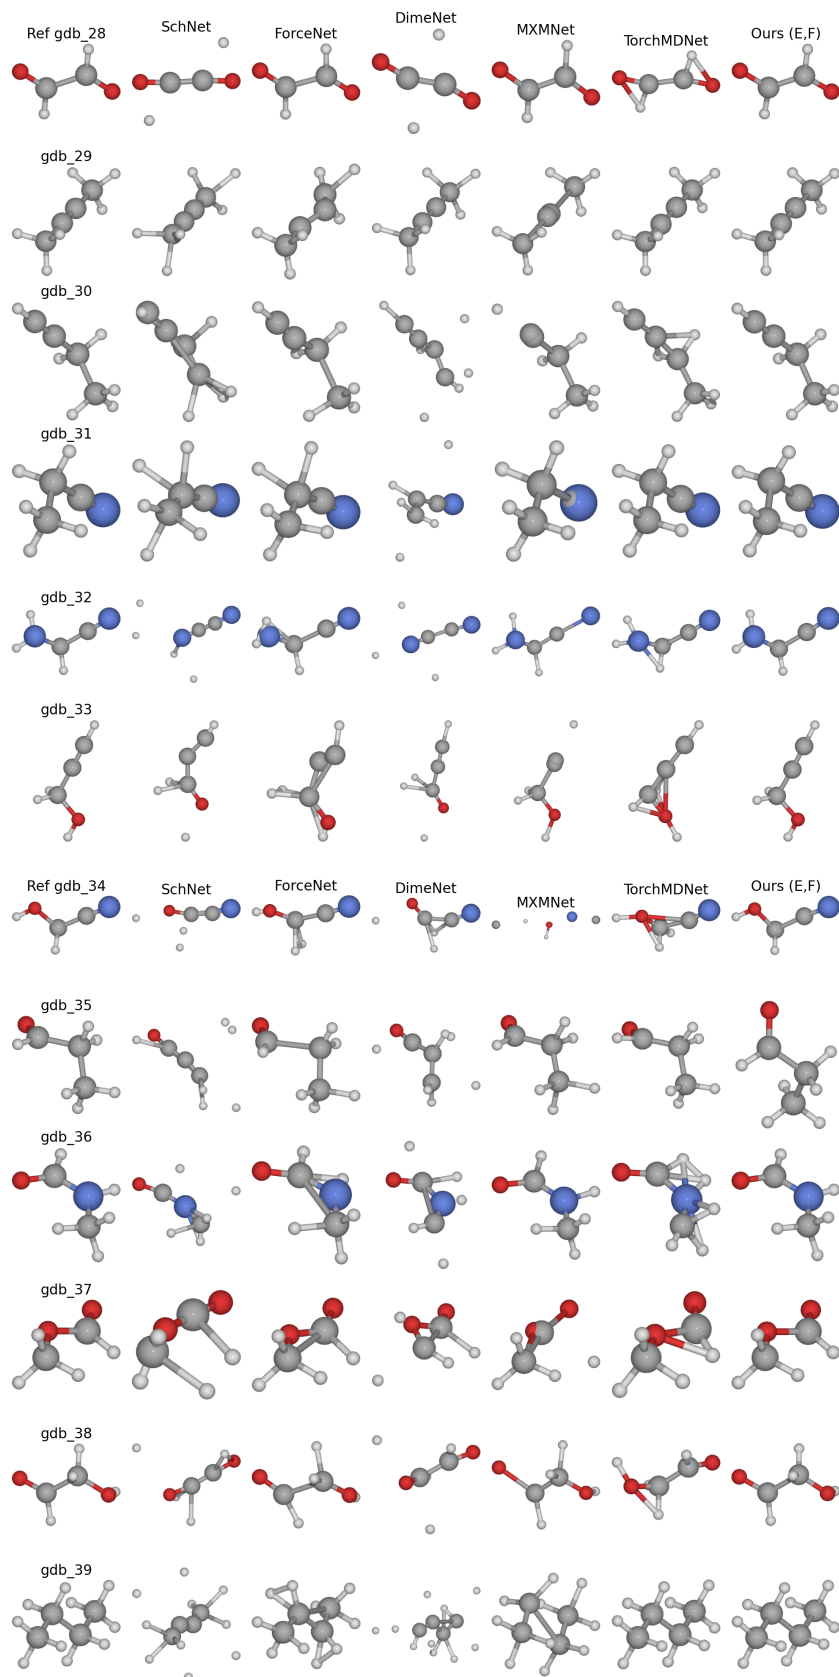 Ref gdb_28 SchNet ForceNet DimeNet MXMNet TorchMDNet Ours (E,F)
gdb_29
gdb_30
gdb_31
gdb_32
gdb_33
Ref gdb_34 SchNet ForceNet DimeNet MXMNet TorchMDNet Ours (E,F)
gdb_35
gdb_36
gdb_37
gdb_38
gdb_39